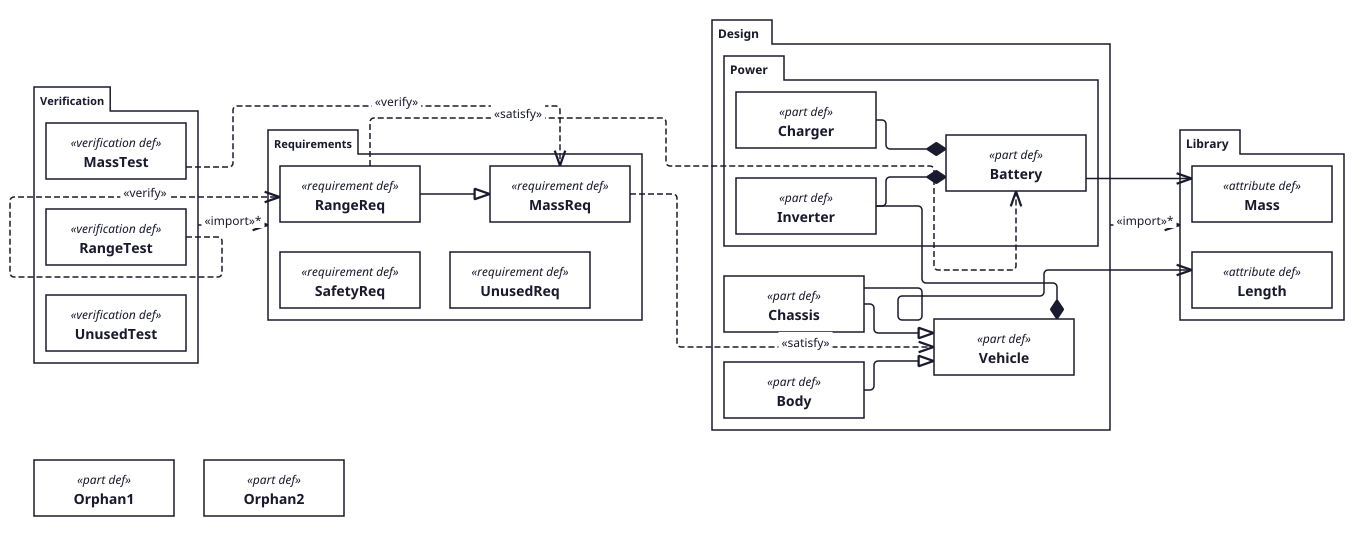 Design
Power
Verification
«verify»
«part def»
Charger
«satisfy»
Requirements
Library
«verification def»
MassTest
«part def»
Battery
«requirement def»
RangeReq
«requirement def»
MassReq
«attribute def»
Mass
«verify»
«part def»
Inverter
«import»*
«import»*
«verification def»
RangeTest
«requirement def»
SafetyReq
«requirement def»
UnusedReq
«attribute def»
Length
«part def»
Chassis
«verification def»
UnusedTest
«satisfy»
«part def»
Vehicle
«part def»
Body
«part def»
Orphan1
«part def»
Orphan2